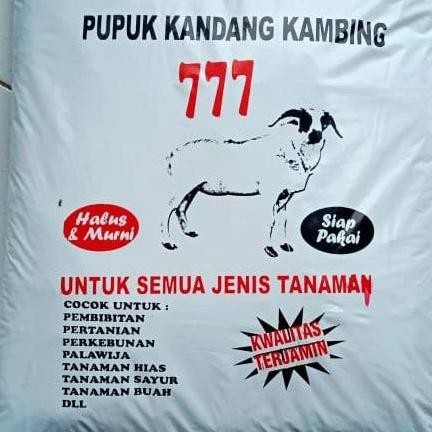 PUPUK KANDANG KAMBING
777
Halus
& Murni
Siap
Pakai
UNTUK SEMUA JENIS TANAMAN
COCOK UNTUK :
PEMBIBITAN
PERTANIAN
PERKEBUNAN
PALAWIJA
TANAMAN HIAS
TANAMAN SAYUR
TANAMAN BUAH
DLL
KWALITAS
TERJAMIN